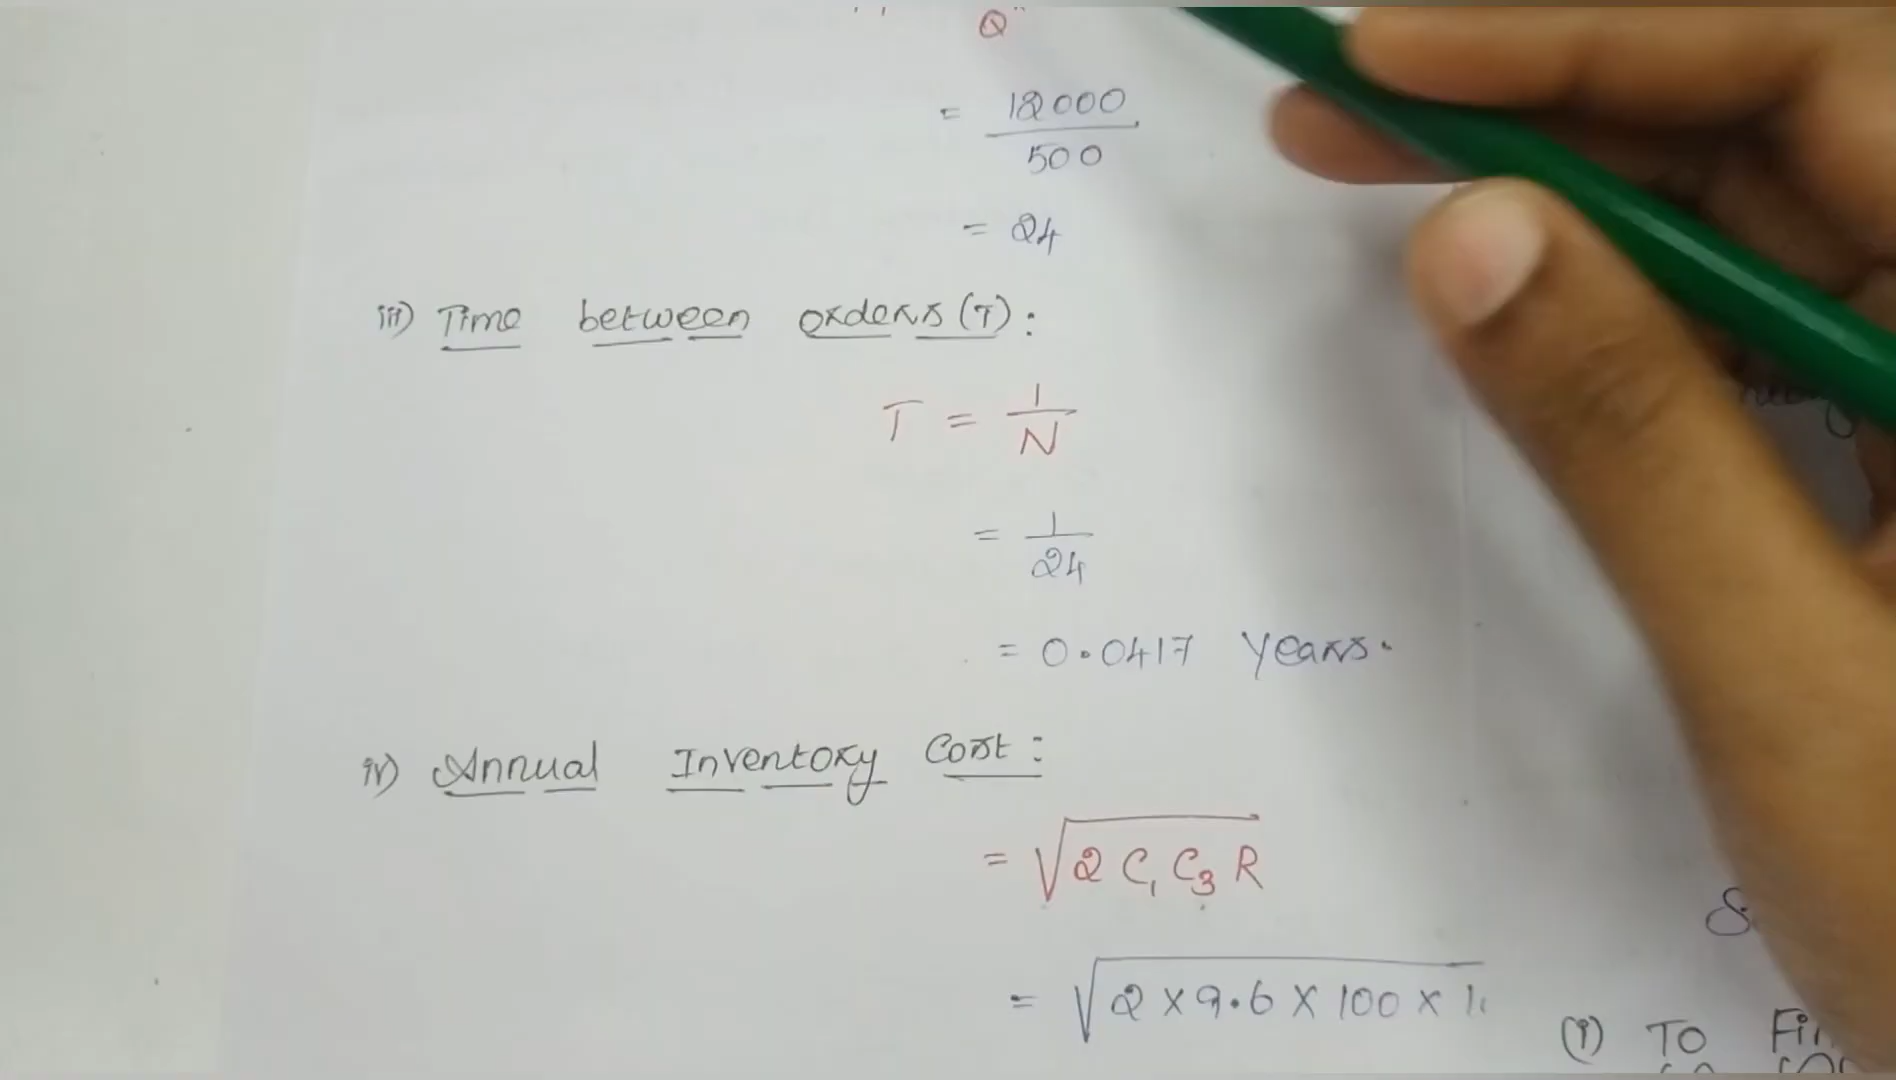 Q
= 12000
500
= 24
iii) Time between orders (T) :
T = 1
N
= 1
24
= 0.0417 years.
iv) Annual Inventory Cost :
= √2 C₁ C₃ R
= √2 × 9.6 × 100 × 1
(i) TO